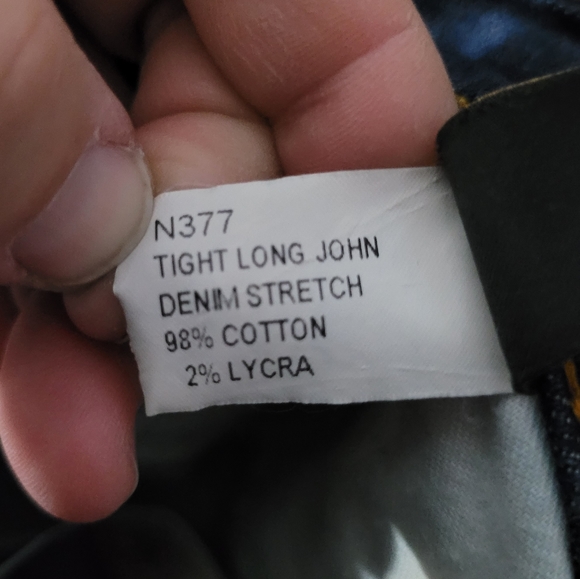 N377
TIGHT LONG JOHN
DENIM STRETCH
98% COTTON
2% LYCRA